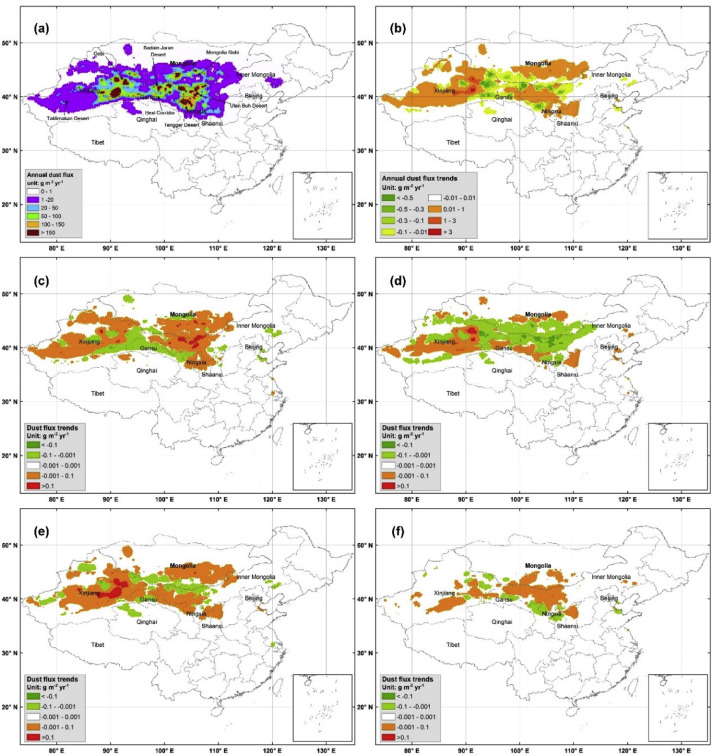 (a)
50° N
40° N
30° N
20° N
Gobi
Badain Jaran
Desert
Mongolia Gobi
Mongolia
Inner Mongolia
Beijing
Ulan Buh Desert
Taklimakan Desert
Hexi Corridor
Qinghai
Tengger Desert
Shaanxi
Tibet
Annual dust flux
unit: g m⁻² yr⁻¹
0 - 1
1 -20
20 - 50
50 - 100
100 - 150
> 150
80° E
90° E
100° E
110° E
120° E
130° E
(b)
50° N
40° N
30° N
20° N
Mongolia
Xinjiang
Inner Mongolia
Gansu
Beijing
Ningxia
Qinghai
Shaanxi
Tibet
Annual dust flux trends
Unit: g m⁻² yr⁻¹
< -0.5
-0.5 - -0.3
-0.3 - -0.1
-0.1 - -0.01
-0.01 - 0.01
0.01 - 1
1 - 3
> 3
80° E
90° E
100° E
110° E
120° E
130° E
(c)
50° N
40° N
30° N
20° N
Mongolia
Inner Mongolia
Xinjiang
Gansu
Beijing
Ningxia
Qinghai
Shaanxi
Tibet
Dust flux trends
Unit: g m⁻² yr⁻¹
< -0.1
-0.1 - -0.001
-0.001 - 0.001
-0.001 - 0.1
>0.1
80° E
90° E
100° E
110° E
120° E
130° E
(d)
50° N
40° N
30° N
20° N
Mongolia
Inner Mongolia
Xinjiang
Gansu
Beijing
Ningxia
Qinghai
Shaanxi
Tibet
Dust flux trends
Unit: g m⁻² yr⁻¹
< -0.1
-0.1 - -0.001
-0.001 - 0.001
-0.001 - 0.1
>0.1
80° E
90° E
100° E
110° E
120° E
130° E
(e)
50° N
40° N
30° N
20° N
Mongolia
Inner Mongolia
Xinjiang
Gansu
Beijing
Ningxia
Qinghai
Shaanxi
Tibet
Dust flux trends
Unit: g m⁻² yr⁻¹
< -0.1
-0.1 - -0.001
-0.001 - 0.001
-0.001 - 0.1
>0.1
80° E
90° E
100° E
110° E
120° E
130° E
(f)
50° N
40° N
30° N
20° N
Mongolia
Inner Mongolia
Xinjiang
Gansu
Beijing
Ningxia
Qinghai
Shaanxi
Tibet
Dust flux trends
Unit: g m⁻² yr⁻¹
< -0.1
-0.1 - -0.001
-0.001 - 0.001
-0.001 - 0.1
>0.1
80° E
90° E
100° E
110° E
120° E
130° E